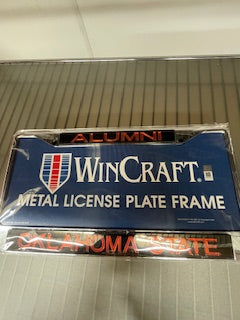 ALUMNI
WINCRAFT®
METAL LICENSE PLATE FRAME
OKLAHOMA STATE